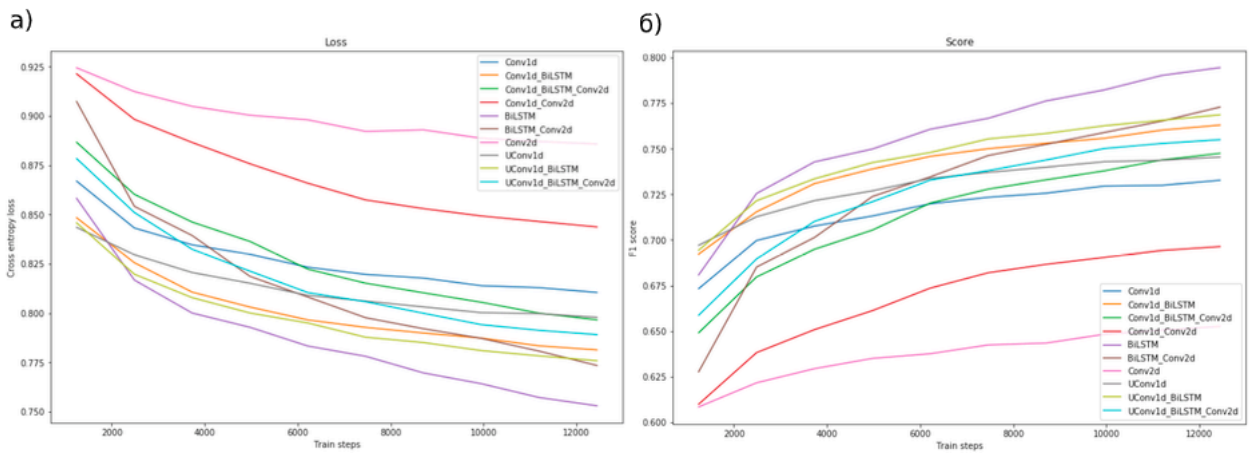 а)
Loss
Cross entropy loss
0.925
0.900
0.875
0.850
0.825
0.800
0.775
0.750
2000 4000 6000 8000 10000 12000
Train steps
Conv1d
Conv1d_BiLSTM
Conv1d_BiLSTM_Conv2d
Conv1d_Conv2d
BiLSTM
BiLSTM_Conv2d
Conv2d
UConv1d
UConv1d_BiLSTM
UConv1d_BiLSTM_Conv2d
б)
Score
F1 score
0.800
0.775
0.750
0.725
0.700
0.675
0.650
0.625
0.600
2000 4000 6000 8000 10000 12000
Train steps
Conv1d
Conv1d_BiLSTM
Conv1d_BiLSTM_Conv2d
Conv1d_Conv2d
BiLSTM
BiLSTM_Conv2d
Conv2d
UConv1d
UConv1d_BiLSTM
UConv1d_BiLSTM_Conv2d